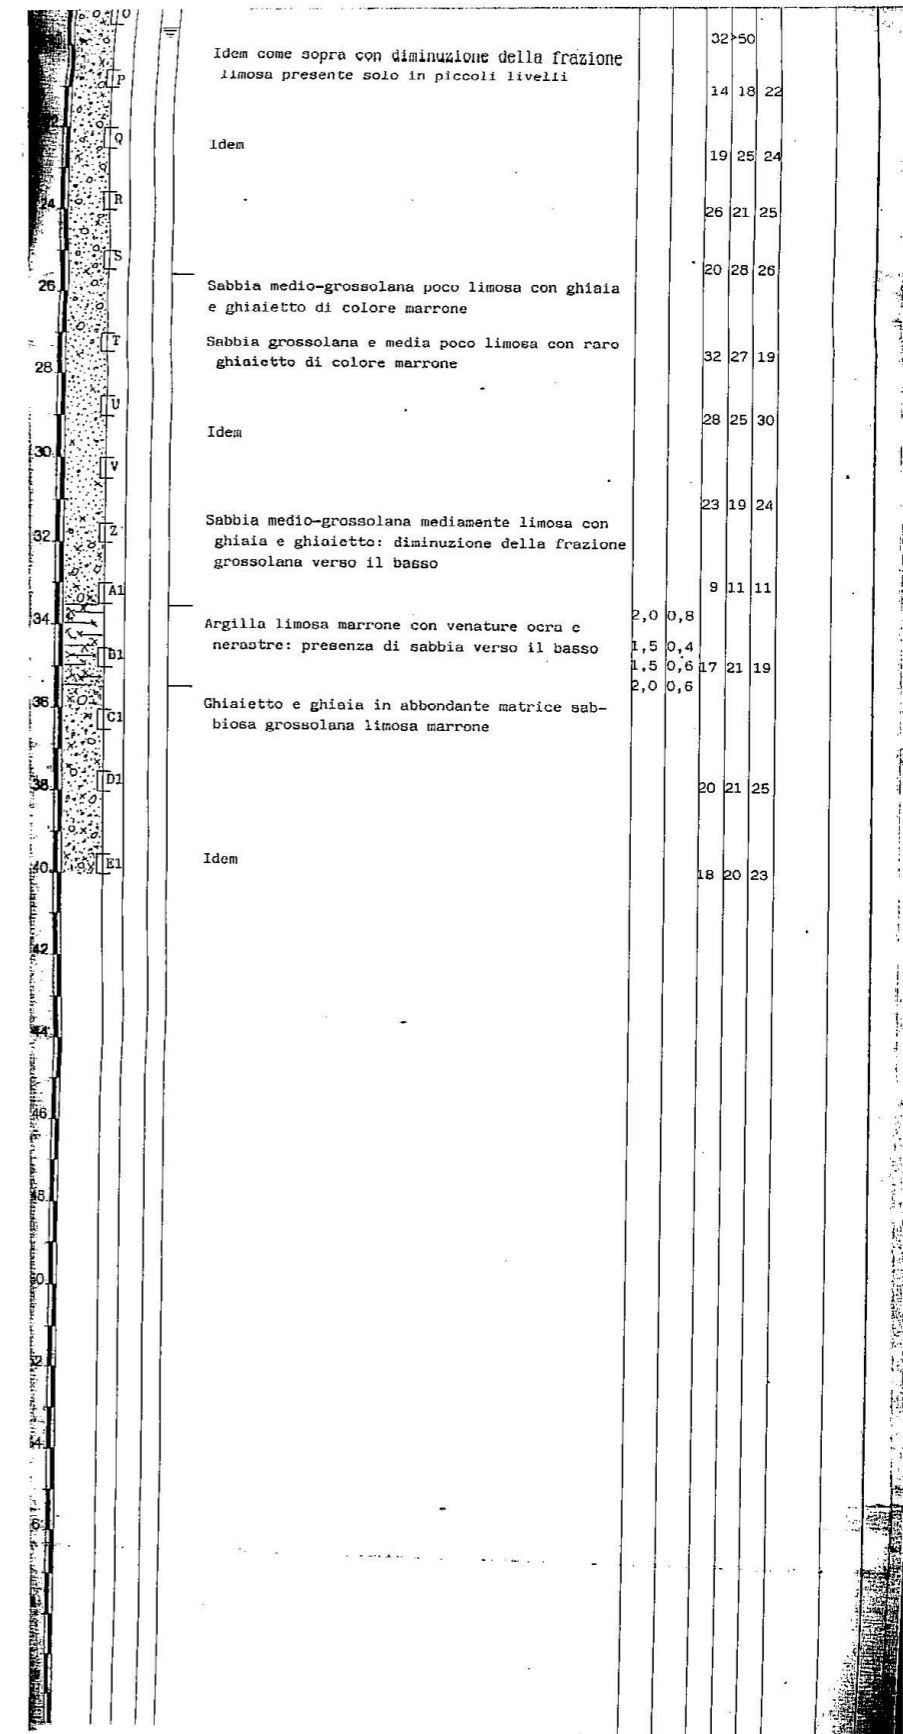 O
32 >50
Idem come sopra con diminuzione della frazione
limosa presente solo in piccoli livelli
P
14 18 22
Q
Idem
19 25 24
R
24
26 21 25
S
20 28 26
26
Sabbia medio-grossolana poco limosa con ghiaia
e ghiaietto di colore marrone
T
Sabbia grossolana e media poco limosa con raro
ghiaietto di colore marrone
32 27 19
28
U
28 25 30
Idem
30
V
23 19 24
Sabbia medio-grossolana mediamente limosa con
Z
32
ghiaia e ghiaietto: diminuzione della frazione
grossolana verso il basso
A1
9 11 11
2,0 0,8
34
Argilla limosa marrone con venature ocra e
nerastre: presenza di sabbia verso il basso
1,5 0,4
B1
1,5 0,6 17 21 19
2,0 0,6
36
Ghiaietto e ghiaia in abbondante matrice sab-
C1
biosa grossolana limosa marrone
D1
38
20 21 25
E1
Idem
40
18 20 23
42
44
46